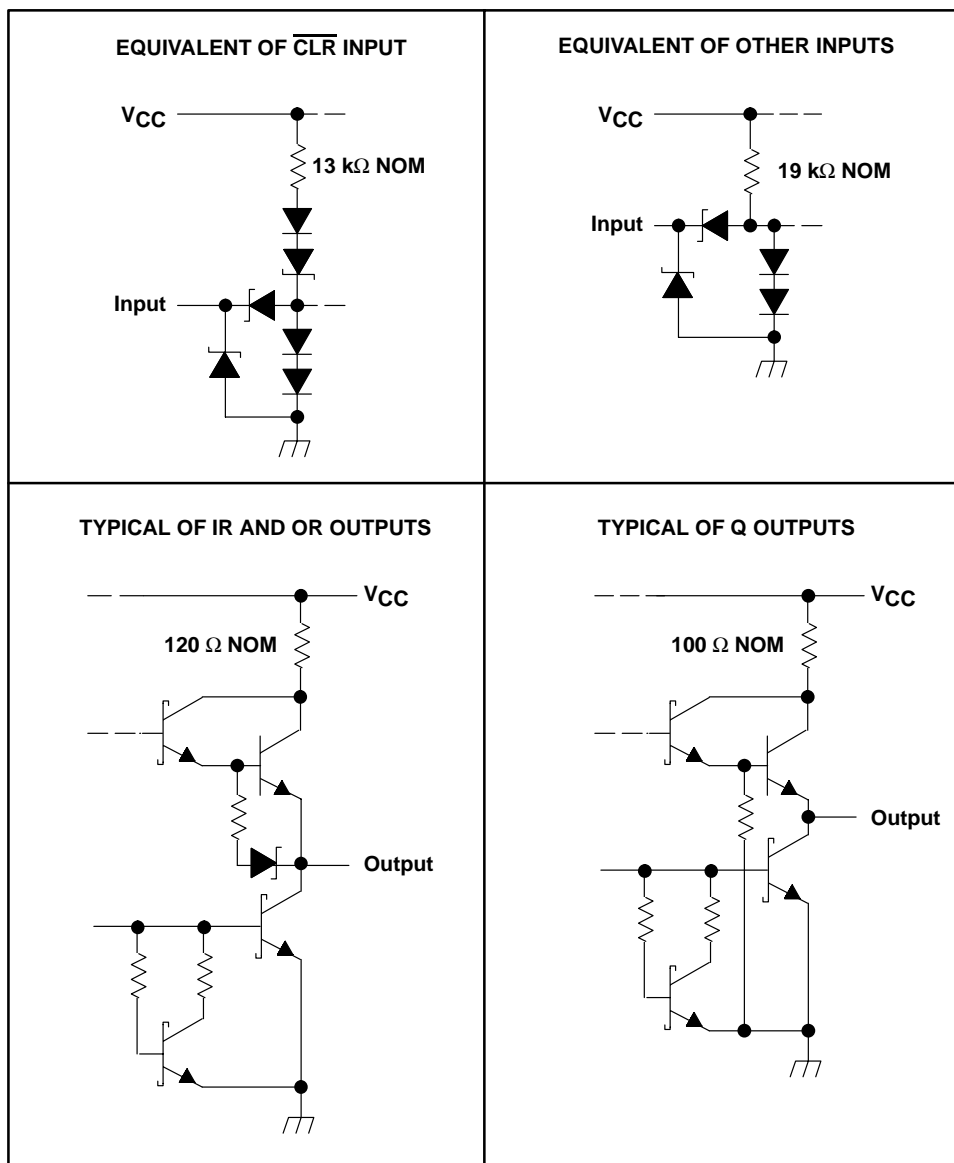 EQUIVALENT OF C̅L̅R̅ INPUT
VCC
13 kΩ NOM
Input
EQUIVALENT OF OTHER INPUTS
VCC
19 kΩ NOM
Input
TYPICAL OF IR AND OR OUTPUTS
VCC
120 Ω NOM
Output
TYPICAL OF Q OUTPUTS
VCC
100 Ω NOM
Output